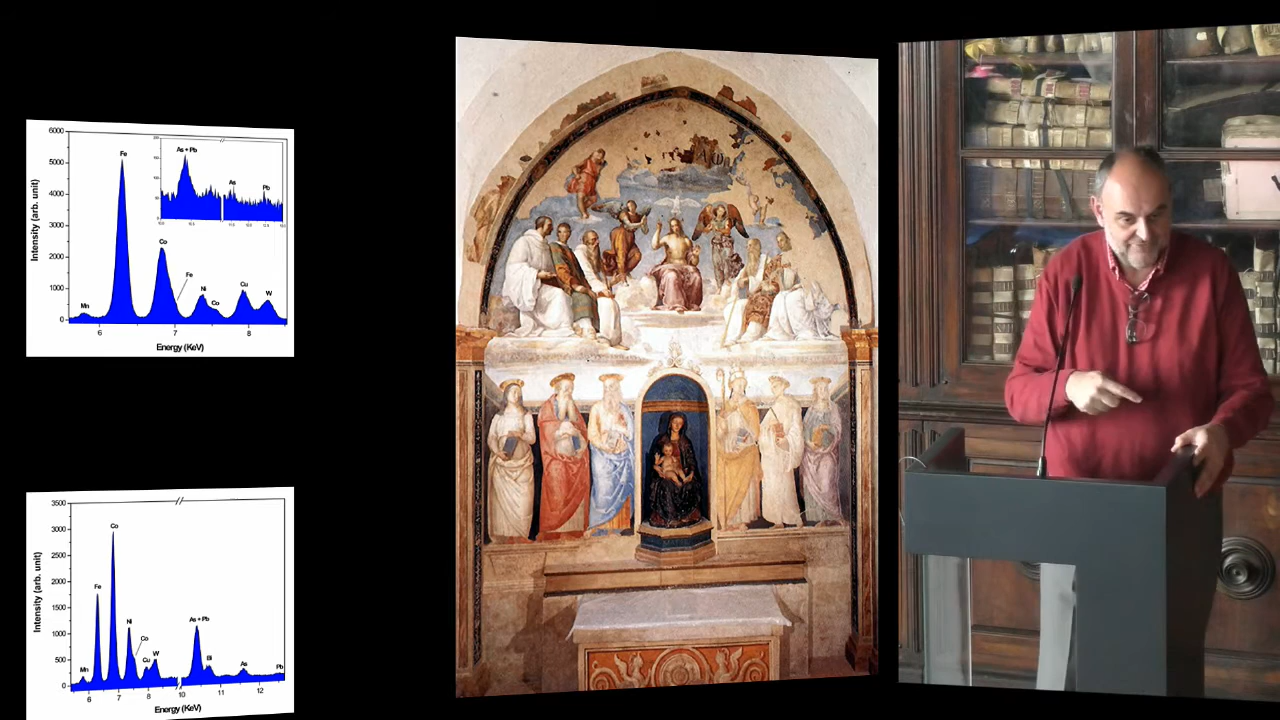 6000
5000
4000
3000
2000
1000
0
Intensity (arb. unit)
Mn
Fe
Co
Fe
Ni
Co
Cu
W
As + Pb
As
Pb
6
7
8
Energy (KeV)
3500
3000
2500
2000
1500
1000
500
0
Intensity (arb. unit)
Mn
Fe
Co
Ni
Co
Cu
W
As + Pb
Bi
As
Pb
6
7
8
10
11
12
Energy (KeV)